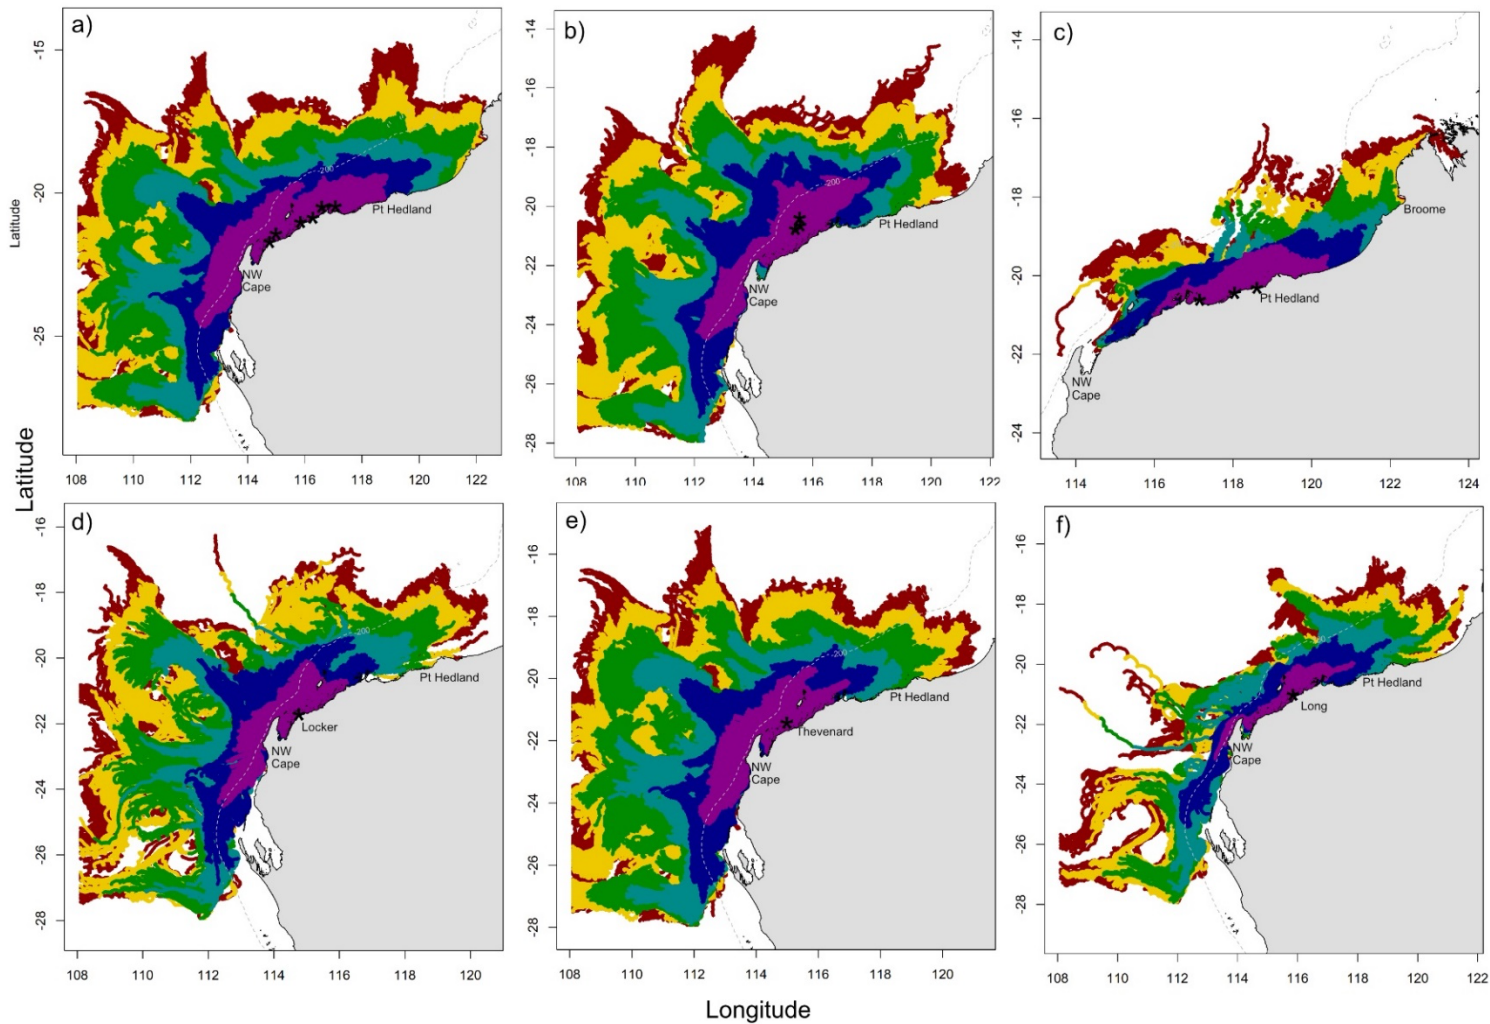 a)
-15
-20
-25
Latitude
-200
Pt Hedland
NW
Cape
108 110 112 114 116 118 120 122
b)
-14
-16
-18
-20
-22
-24
-26
-28
-200
Pt Hedland
NW
Cape
108 110 112 114 116 118 120 122
c)
-14
-16
-18
-20
-22
-24
Broome
Pt Hedland
NW
Cape
114 116 118 120 122 124
Latitude
d)
-16
-18
-20
-22
-24
-26
-28
-200
Pt Hedland
Locker
NW
Cape
108 110 112 114 116 118 120
e)
-16
-18
-20
-22
-24
-26
-28
-200
Pt Hedland
Thevenard
NW
Cape
108 110 112 114 116 118 120
f)
-16
-18
-20
-22
-24
-26
-28
Pt Hedland
Long
NW
Cape
108 110 112 114 116 118 120 122
Longitude